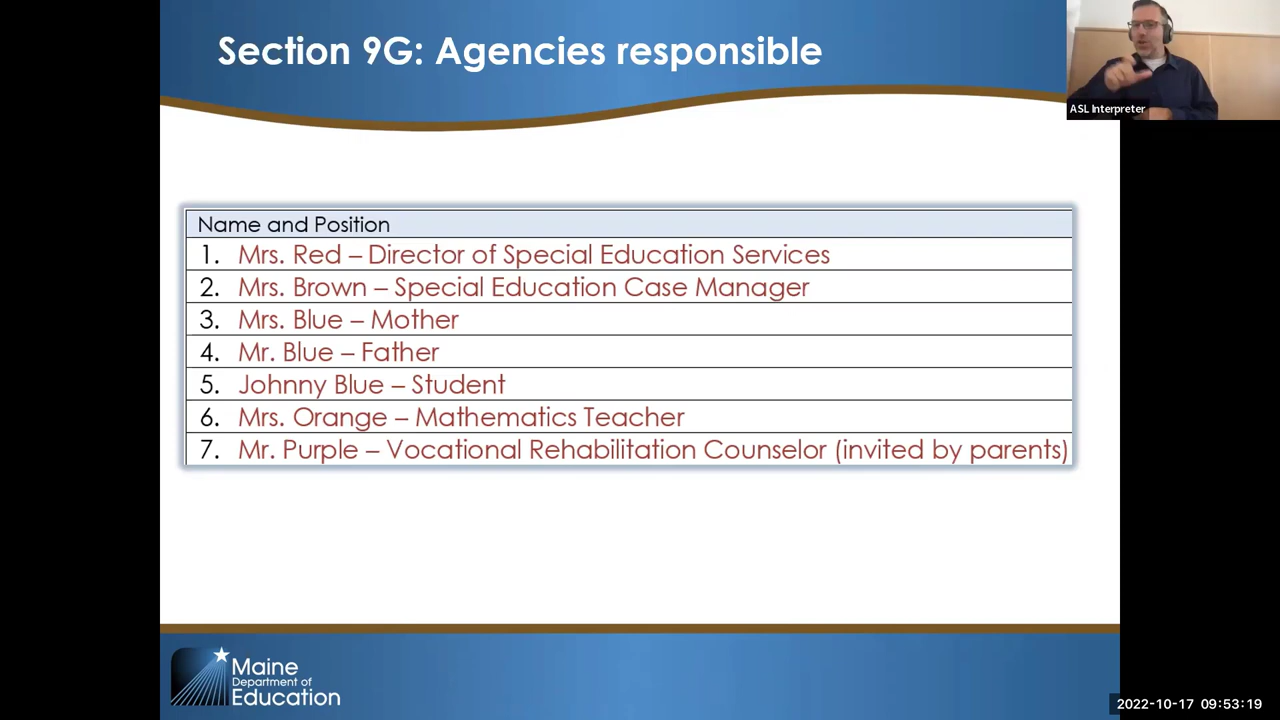 Section 9G: Agencies responsible
ASL Interpreter
Name and Position
1. Mrs. Red – Director of Special Education Services
2. Mrs. Brown – Special Education Case Manager
3. Mrs. Blue – Mother
4. Mr. Blue – Father
5. Johnny Blue – Student
6. Mrs. Orange – Mathematics Teacher
7. Mr. Purple – Vocational Rehabilitation Counselor (invited by parents)
Maine
Department of
Education
2022-10-17 09:53:19